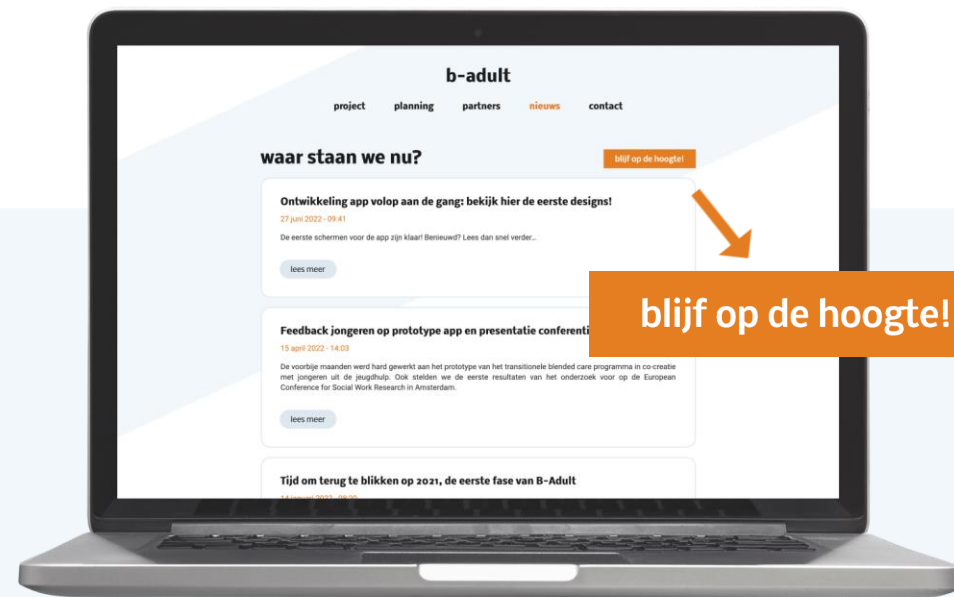 b-adult
project planning partners nieuws contact
waar staan we nu?
blijf op de hoogte!
Ontwikkeling app volop aan de gang: bekijk hier de eerste designs!
27 juni 2022 - 09:41
De eerste schermen voor de app zijn klaar! Benieuwd? Lees dan snel verder...
lees meer
blijf op de hoogte!
Feedback jongeren op prototype app en presentatie
15 april 2022 - 14:03
De voorbije maanden werd hard gewerkt aan het prototype van het transitionele blended care programma in co-creatie
met jongeren uit de jeugdhulp. Ook stelden we de eerste resultaten van het onderzoek voor op de European
Conference for Social Work Research in Amsterdam.
lees meer
Tijd om terug te blikken op 2021, de eerste fase van B-Adult